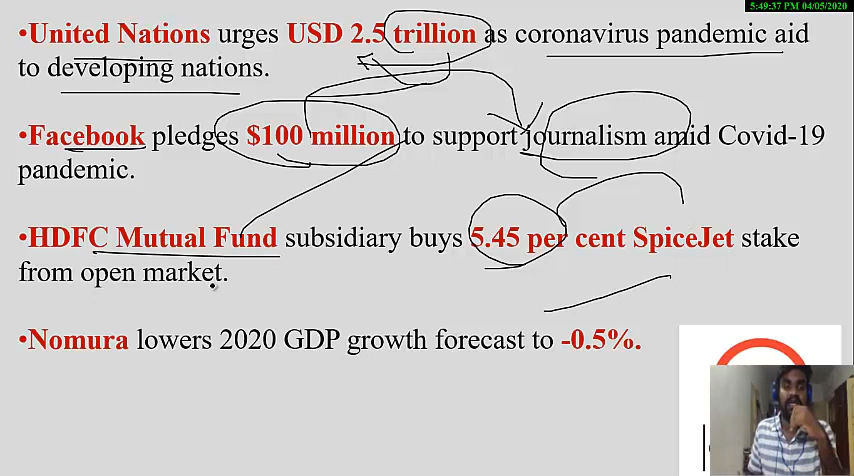 5:49:37 PM 04/05/2020
•United Nations urges USD 2.5 trillion as coronavirus pandemic aid
to developing nations.
•Facebook pledges $100 million to support journalism amid Covid-19
pandemic.
•HDFC Mutual Fund subsidiary buys 5.45 per cent SpiceJet stake
from open market.
•Nomura lowers 2020 GDP growth forecast to -0.5%.